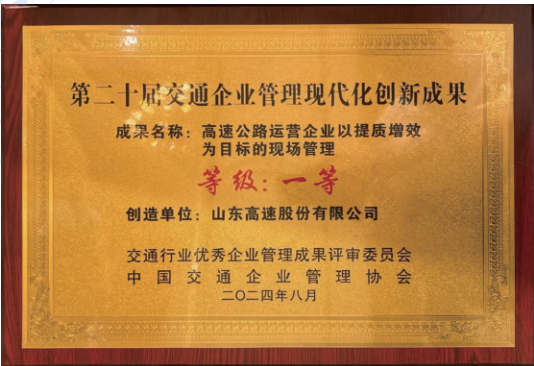 第二十届交通企业管理现代化创新成果
成果名称：高速公路运营企业以提质增效
为目标的现场管理
等级：一等
创造单位：山东高速股份有限公司
交通行业优秀企业管理成果评审委员会
中国交通企业管理协会
二〇二四年八月